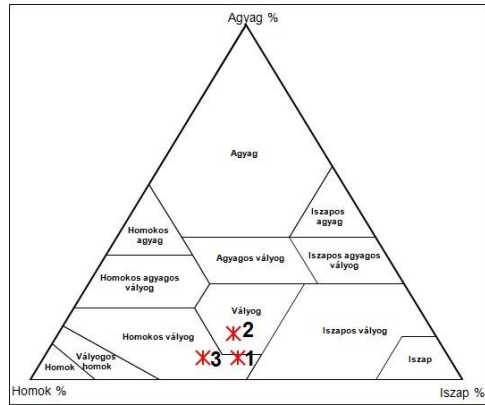 Agyag %
Agyag
Iszapos
agyag
Homokos
agyag
Agyagos vályog
Iszapos agyagos
vályog
Homokos agyagos
vályog
Vályog
2
Homokos vályog
Iszapos vályog
Vályogos
homok
3
1
Homok
Iszap
Homok %
Iszap %